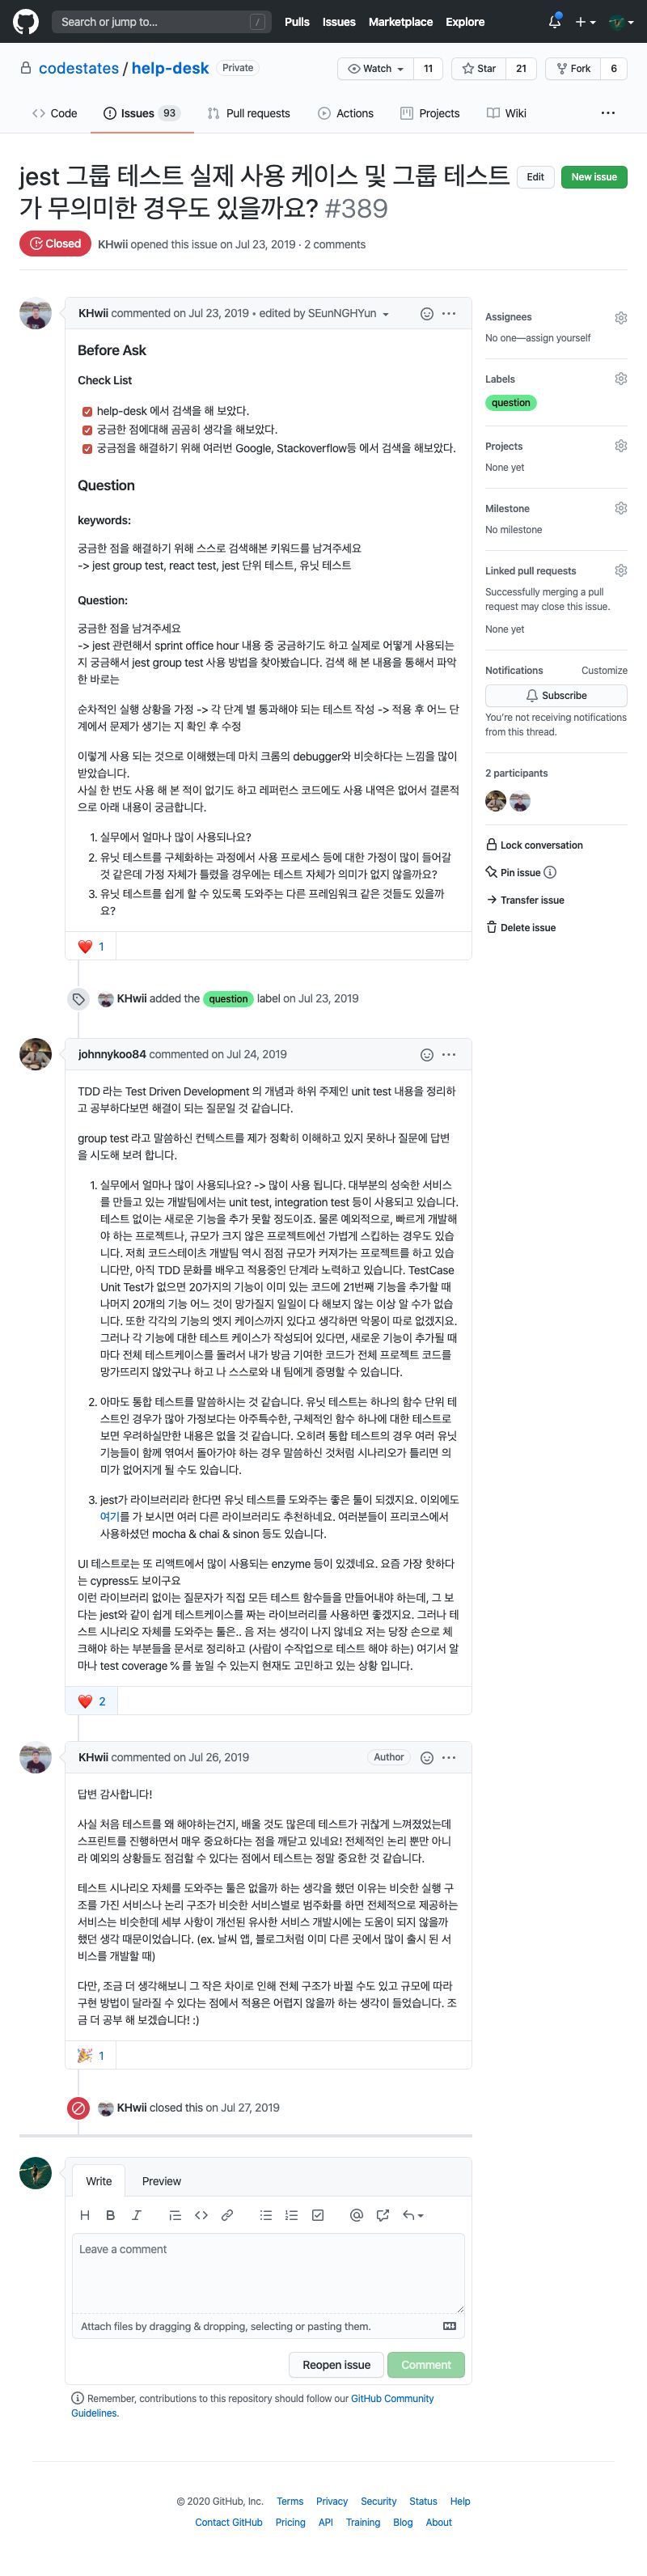 Search or jump to... /
Pulls Issues Marketplace Explore
codestates / help-desk Private
Watch 11 Star 21 Fork 6
Code Issues 93 Pull requests Actions Projects Wiki
jest 그룹 테스트 실제 사용 케이스 및 그룹 테스트
가 무의미한 경우도 있을까요? #389
Edit New issue
Closed KHwii opened this issue on Jul 23, 2019 · 2 comments
KHwii commented on Jul 23, 2019 • edited by SEunNGHYun
Before Ask
Check List
help-desk 에서 검색을 해 보았다.
궁금한 점에대해 곰곰히 생각을 해보았다.
궁금점을 해결하기 위해 여러번 Google, Stackoverflow등 에서 검색을 해보았다.
Question
keywords:
궁금한 점을 해결하기 위해 스스로 검색해본 키워드를 남겨주세요
-> jest group test, react test, jest 단위 테스트, 유닛 테스트
Question:
궁금한 점을 남겨주세요
-> jest 관련해서 sprint office hour 내용 중 궁금하기도 하고 실제로 어떻게 사용되는
지 궁금해서 jest group test 사용 방법을 찾아봤습니다. 검색 해 본 내용을 통해서 파악
한 바로는
순차적인 실행 상황을 가정 -> 각 단계 별 통과해야 되는 테스트 작성 -> 적용 후 어느 단
계에서 문제가 생기는 지 확인 후 수정
이렇게 사용 되는 것으로 이해했는데 마치 크롬의 debugger와 비슷하다는 느낌을 많이
받았습니다.
사실 한 번도 사용 해 본 적이 없기도 하고 레퍼런스 코드에도 사용 내역은 없어서 결론적
으로 아래 내용이 궁금합니다.
1. 실무에서 얼마나 많이 사용되나요?
2. 유닛 테스트를 구체화하는 과정에서 사용 프로세스 등에 대한 가정이 많이 들어갈
것 같은데 가정 자체가 틀렸을 경우에는 테스트 자체가 의미가 없지 않을까요?
3. 유닛 테스트를 쉽게 할 수 있도록 도와주는 다른 프레임워크 같은 것들도 있을까
요?
❤️ 1
Assignees
No one—assign yourself
Labels
question
Projects
None yet
Milestone
No milestone
Linked pull requests
Successfully merging a pull
request may close this issue.
None yet
Notifications Customize
Subscribe
You're not receiving notifications
from this thread.
2 participants
Lock conversation
Pin issue
Transfer issue
Delete issue
KHwii added the question label on Jul 23, 2019
johnnykoo84 commented on Jul 24, 2019
TDD 라는 Test Driven Development 의 개념과 하위 주제인 unit test 내용을 정리하
고 공부하다보면 해결이 되는 질문일 것 같습니다.
group test 라고 말씀하신 컨텍스트를 제가 정확히 이해하고 있지 못하나 질문에 답변
을 시도해 보려 합니다.
1. 실무에서 얼마나 많이 사용되나요? -> 많이 사용 됩니다. 대부분의 성숙한 서비스
를 만들고 있는 개발팀에서는 unit test, integration test 등이 사용되고 있습니다.
테스트 없이는 새로운 기능을 추가 못할 정도이죠. 물론 예외적으로, 빠르게 개발해
야 하는 프로젝트나, 규모가 크지 않은 프로젝트에선 가볍게 스킵하는 경우도 있습
니다. 저희 코드스테이츠 개발팀 역시 점점 규모가 커져가는 프로젝트를 하고 있습
니다만, 아직 TDD 문화를 배우고 적용중인 단계라 노력하고 있습니다. TestCase
Unit Test가 없으면 20가지의 기능이 이미 있는 코드에 21번째 기능을 추가할 때
나머지 20개의 기능 어느 것이 망가질지 일일이 다 해보지 않는 이상 알 수가 없습
니다. 또한 각각의 기능의 엣지 케이스까지 있다고 생각하면 악몽이 따로 없겠지요.
그러나 각 기능에 대한 테스트 케이스가 작성되어 있다면, 새로운 기능이 추가될 때
마다 전체 테스트케이스를 돌려서 내가 방금 기여한 코드가 전체 프로젝트 코드를
망가뜨리지 않았구나 하고 나 스스로와 내 팀에게 증명할 수 있습니다.
2. 아마도 통합 테스트를 말씀하시는 것 같습니다. 유닛 테스트는 하나의 함수 단위 테
스트인 경우가 많아 가정보다는 아주특수한, 구체적인 함수 하나에 대한 테스트로
보면 우려하실만한 내용은 없을 것 같습니다. 오히려 통합 테스트의 경우 여러 유닛
기능들이 함께 엮여서 돌아가야 하는 경우 말씀하신 것처럼 시나리오가 틀리면 의
미가 없어지게 될 수도 있습니다.
3. jest가 라이브러리라 한다면 유닛 테스트를 도와주는 좋은 툴이 되겠지요. 이외에도
여기를 가 보시면 여러 다른 라이브러리도 추천하네요. 여러분들이 프리코스에서
사용하셨던 mocha & chai & sinon 등도 있습니다.
UI 테스트로는 또 리액트에서 많이 사용되는 enzyme 등이 있겠네요. 요즘 가장 핫하다
는 cypress도 보이구요
이런 라이브러리 없이는 질문자가 직접 모든 테스트 함수들을 만들어내야 하는데, 그 보
다는 jest와 같이 쉽게 테스트케이스를 짜는 라이브러리를 사용하면 좋겠지요. 그러나 테
스트 시나리오 자체를 도와주는 툴은.. 음 저는 생각이 나지 않네요 저는 당장 손으로 체
크해야 하는 부분들을 문서로 정리하고 (사람이 수작업으로 테스트 해야 하는) 여기서 얼
마나 test coverage % 를 높일 수 있는지 현재도 고민하고 있는 상황 입니다.
❤️ 2
KHwii commented on Jul 26, 2019 Author
답변 감사합니다!
사실 처음 테스트를 왜 해야하는건지, 배울 것도 많은데 테스트가 귀찮게 느껴졌었는데
스프린트를 진행하면서 매우 중요하다는 점을 깨닫고 있네요! 전체적인 논리 뿐만 아니
라 예외의 상황들도 점검할 수 있다는 점에서 테스트는 정말 중요한 것 같습니다.
테스트 시나리오 자체를 도와주는 툴은 없을까 하는 생각을 했던 이유는 비슷한 실행 구
조를 가진 서비스나 논리 구조가 비슷한 서비스별로 범주화를 하면 전체적으로 제공하는
서비스는 비슷한데 세부 사항이 개선된 유사한 서비스 개발시에는 도움이 되지 않을까
했던 생각 때문이었습니다. (ex. 날씨 앱, 블로그처럼 이미 다른 곳에서 많이 출시 된 서
비스를 개발할 때)
다만, 조금 더 생각해보니 그 작은 차이로 인해 전체 구조가 바뀔 수도 있고 규모에 따라
구현 방법이 달라질 수 있다는 점에서 적용은 어렵지 않을까 하는 생각이 들었습니다. 조
금 더 공부 해 보겠습니다! :)
🎉 1
KHwii closed this on Jul 27, 2019
Write Preview
Leave a comment
Attach files by dragging & dropping, selecting or pasting them.
Reopen issue Comment
Remember, contributions to this repository should follow our GitHub Community
Guidelines.
© 2020 GitHub, Inc. Terms Privacy Security Status Help
Contact GitHub Pricing API Training Blog About